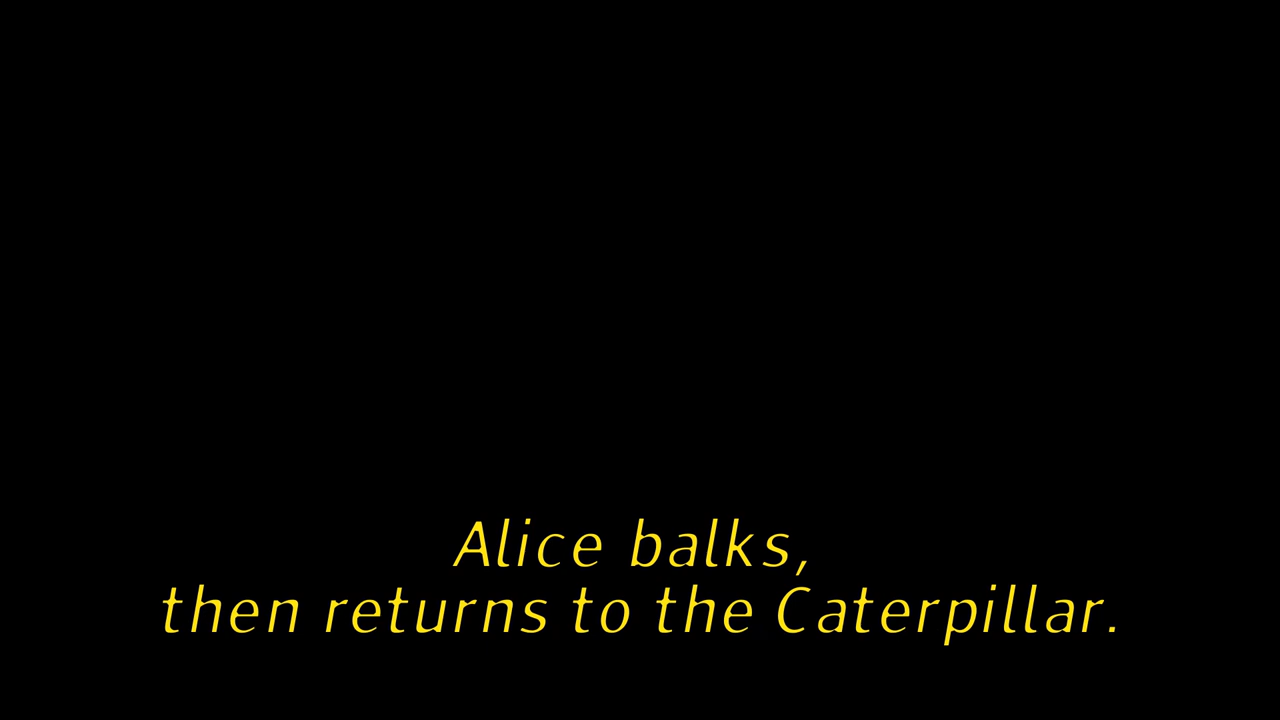 Alice balks,
then returns to the Caterpillar.